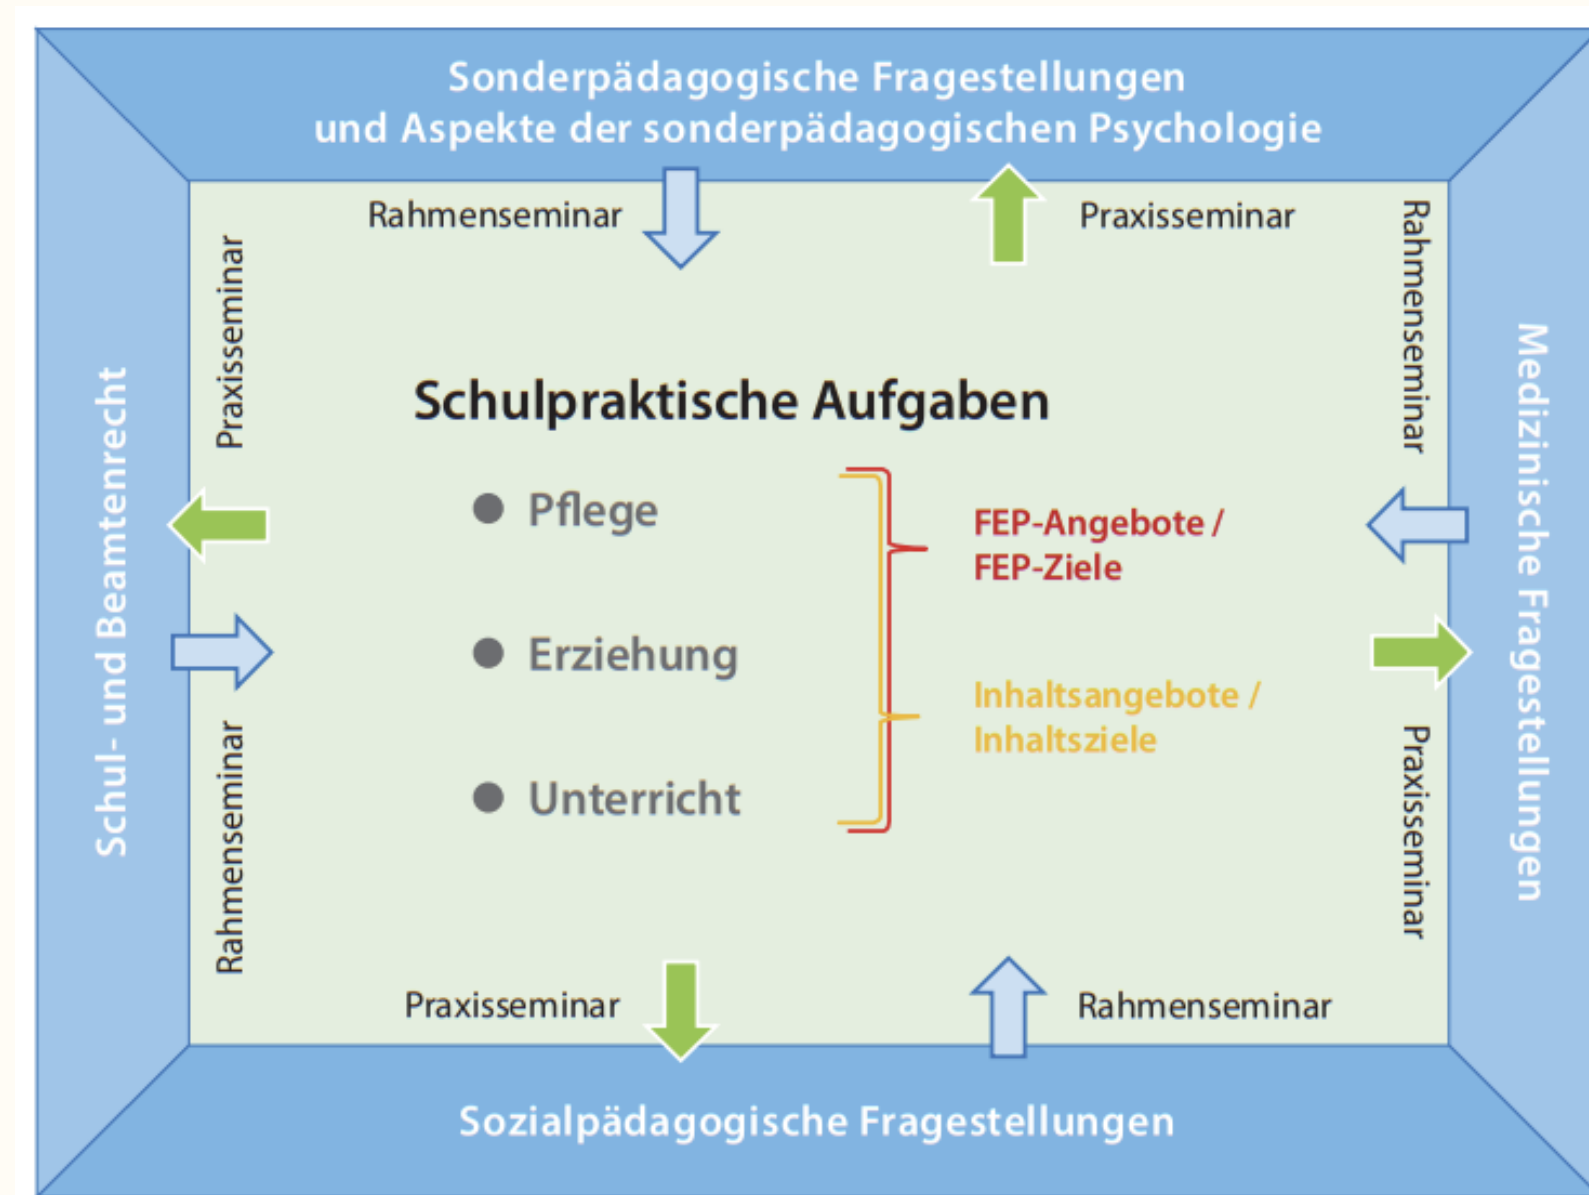 Sonderpädagogische Fragestellungen
und Aspekte der sonderpädagogischen Psychologie
Rahmenseminar
Praxisseminar
Praxisseminar
Rahmenseminar
Schul- und Beamtenrecht
Medizinische Fragestellungen
Schulpraktische Aufgaben
Pflege
Erziehung
Unterricht
FEP-Angebote /
FEP-Ziele
Inhaltsangebote /
Inhaltsziele
Rahmenseminar
Praxisseminar
Praxisseminar
Rahmenseminar
Sozialpädagogische Fragestellungen